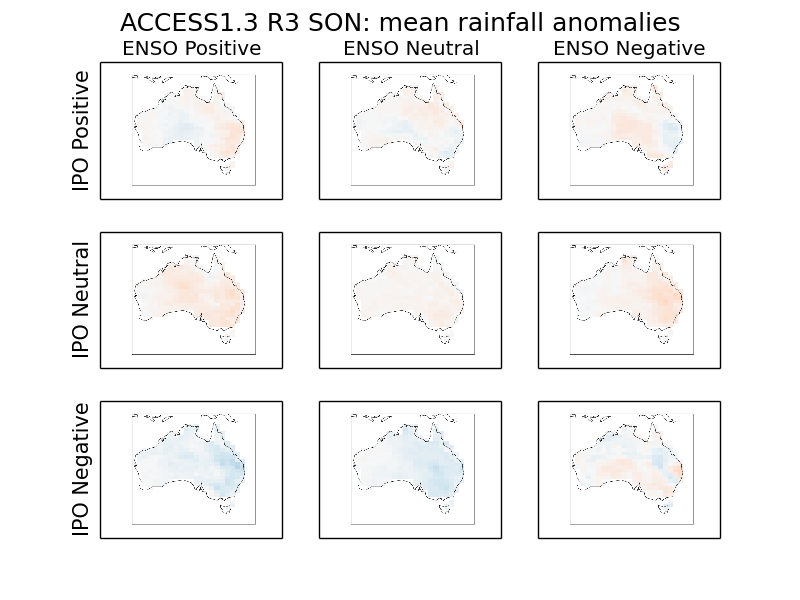 ACCESS1.3 R3 SON: mean rainfall anomalies
ENSO Positive
ENSO Neutral
ENSO Negative
IPO Positive
IPO Neutral
IPO Negative